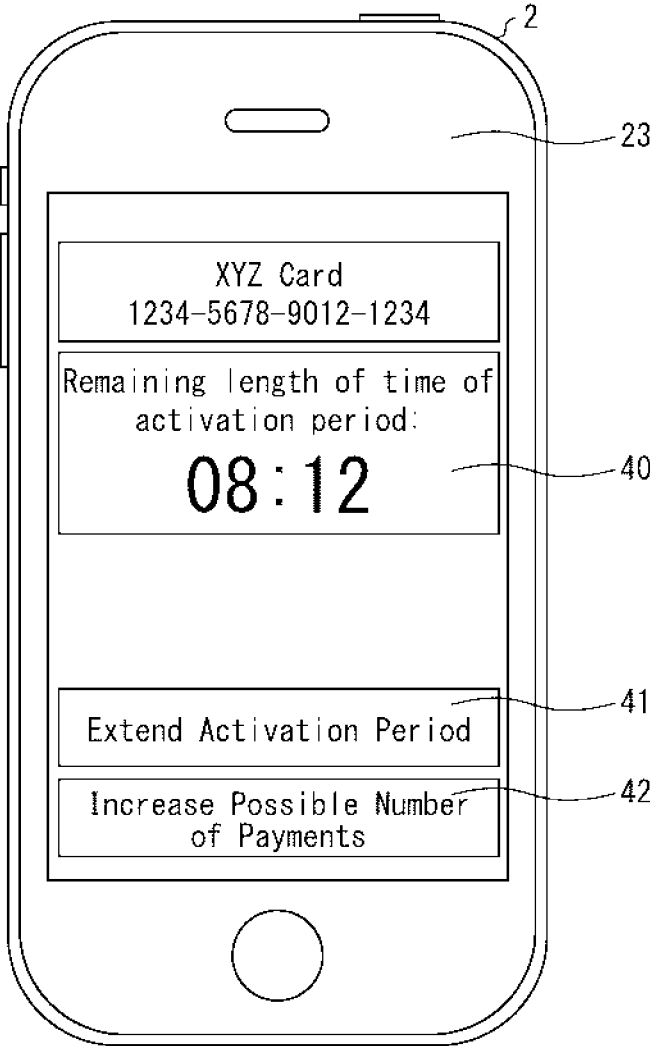 2
23
XYZ Card
1234-5678-9012-1234
Remaining length of time of
activation period:
08:12
40
41
Extend Activation Period
42
Increase Possible Number
of Payments